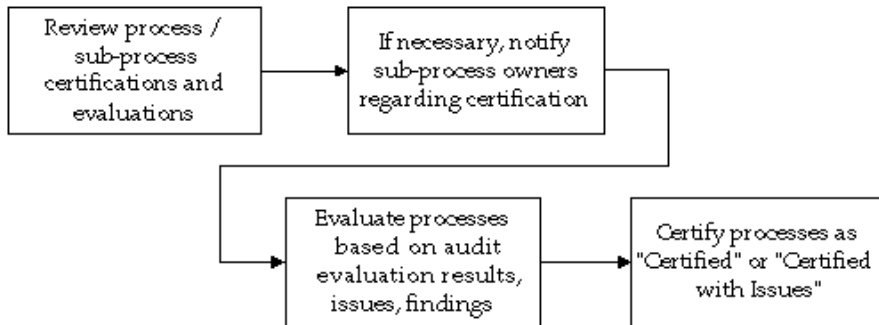 Review process /
sub-process
certifications and
evaluations
If necessary, notify
sub-process owners
regarding certification
Evaluate processes
based on audit
evaluation results,
issues, findings
Certify processes as
"Certified" or "Certified
with Issues"